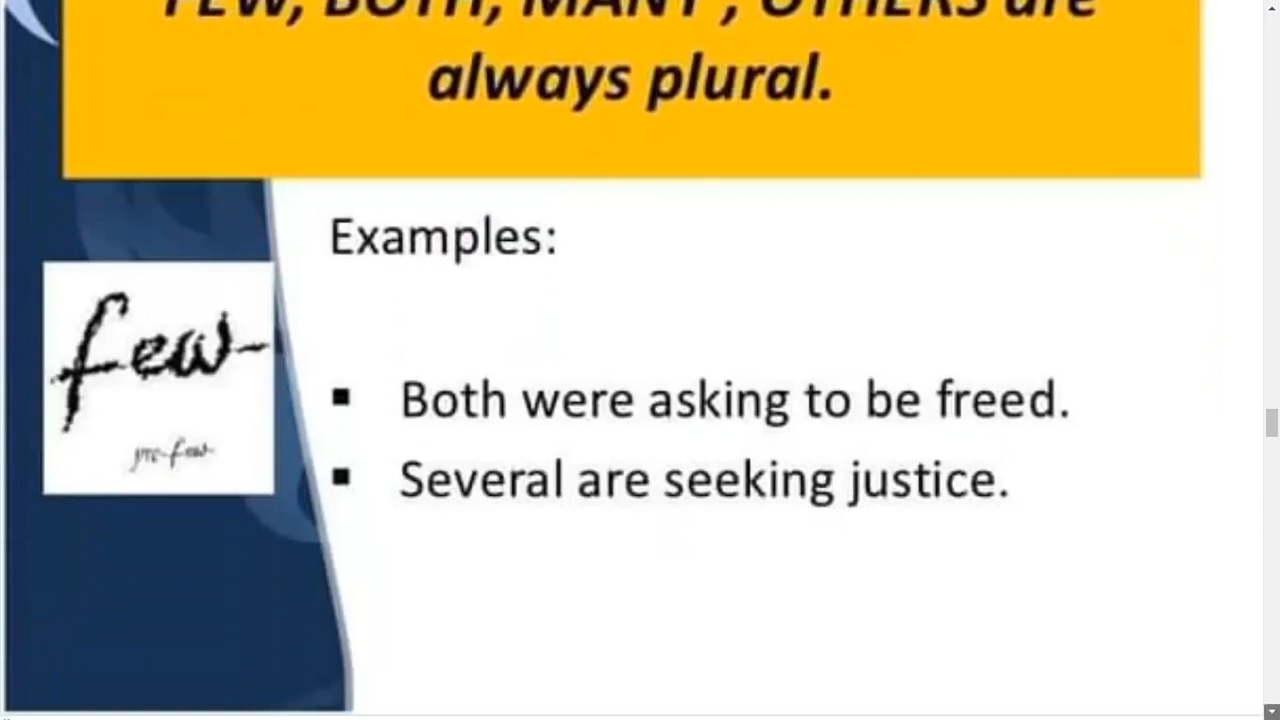 FEW, BOTH, MANY , OTHERS are
always plural.
Examples:
few-
▪ Both were asking to be freed.
▪ Several are seeking justice.